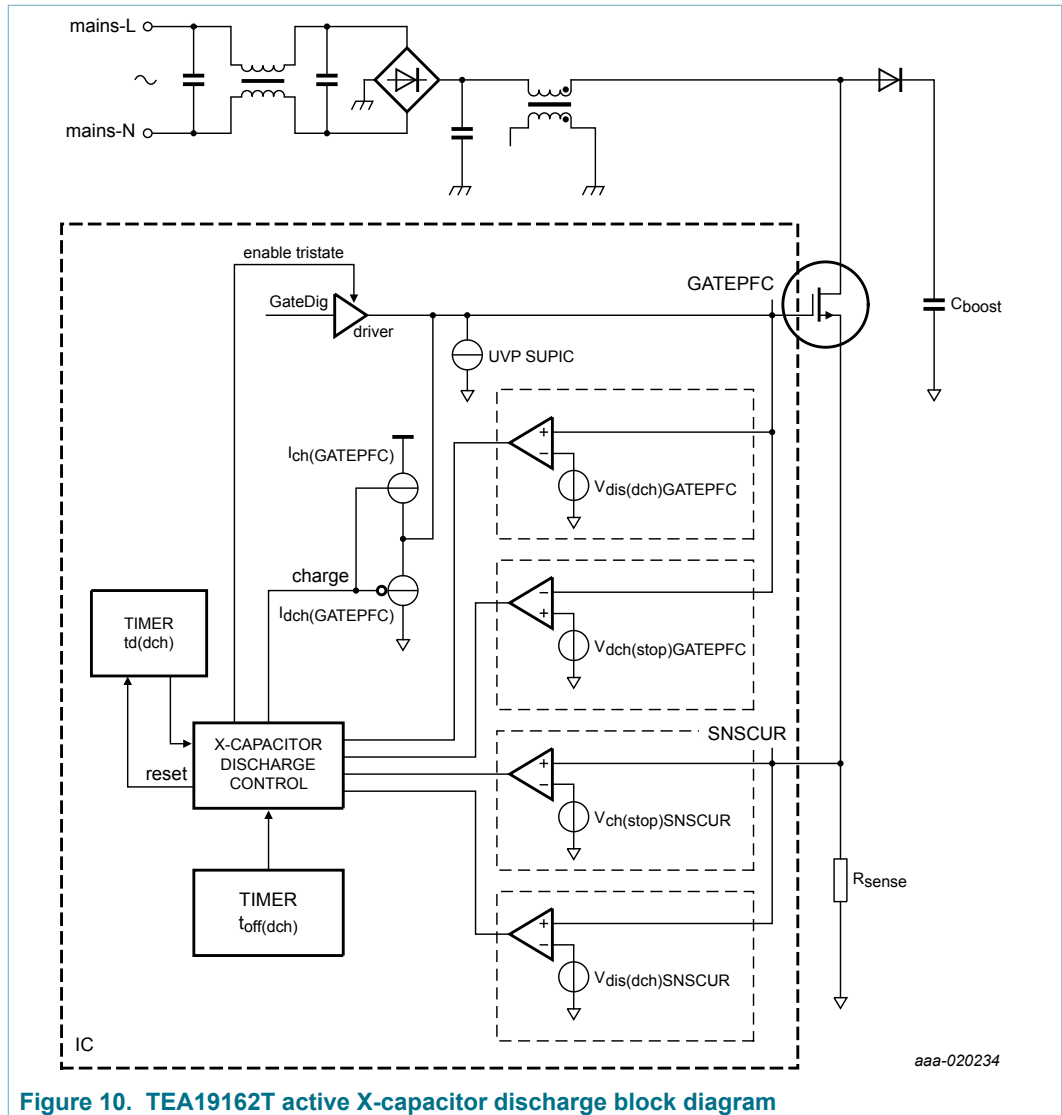 mains-L
mains-N
enable tristate
GateDig
driver
GATEPFC
UVP SUPIC
Cboost
+
-
Vdis(dch)GATEPFC
Ich(GATEPFC)
charge
Idch(GATEPFC)
-
+
Vdch(stop)GATEPFC
TIMER
td(dch)
SNSCUR
X-CAPACITOR
DISCHARGE
CONTROL
reset
+
-
Vch(stop)SNSCUR
Rsense
TIMER
toff(dch)
+
-
Vdis(dch)SNSCUR
IC
aaa-020234
Figure 10. TEA19162T active X-capacitor discharge block diagram